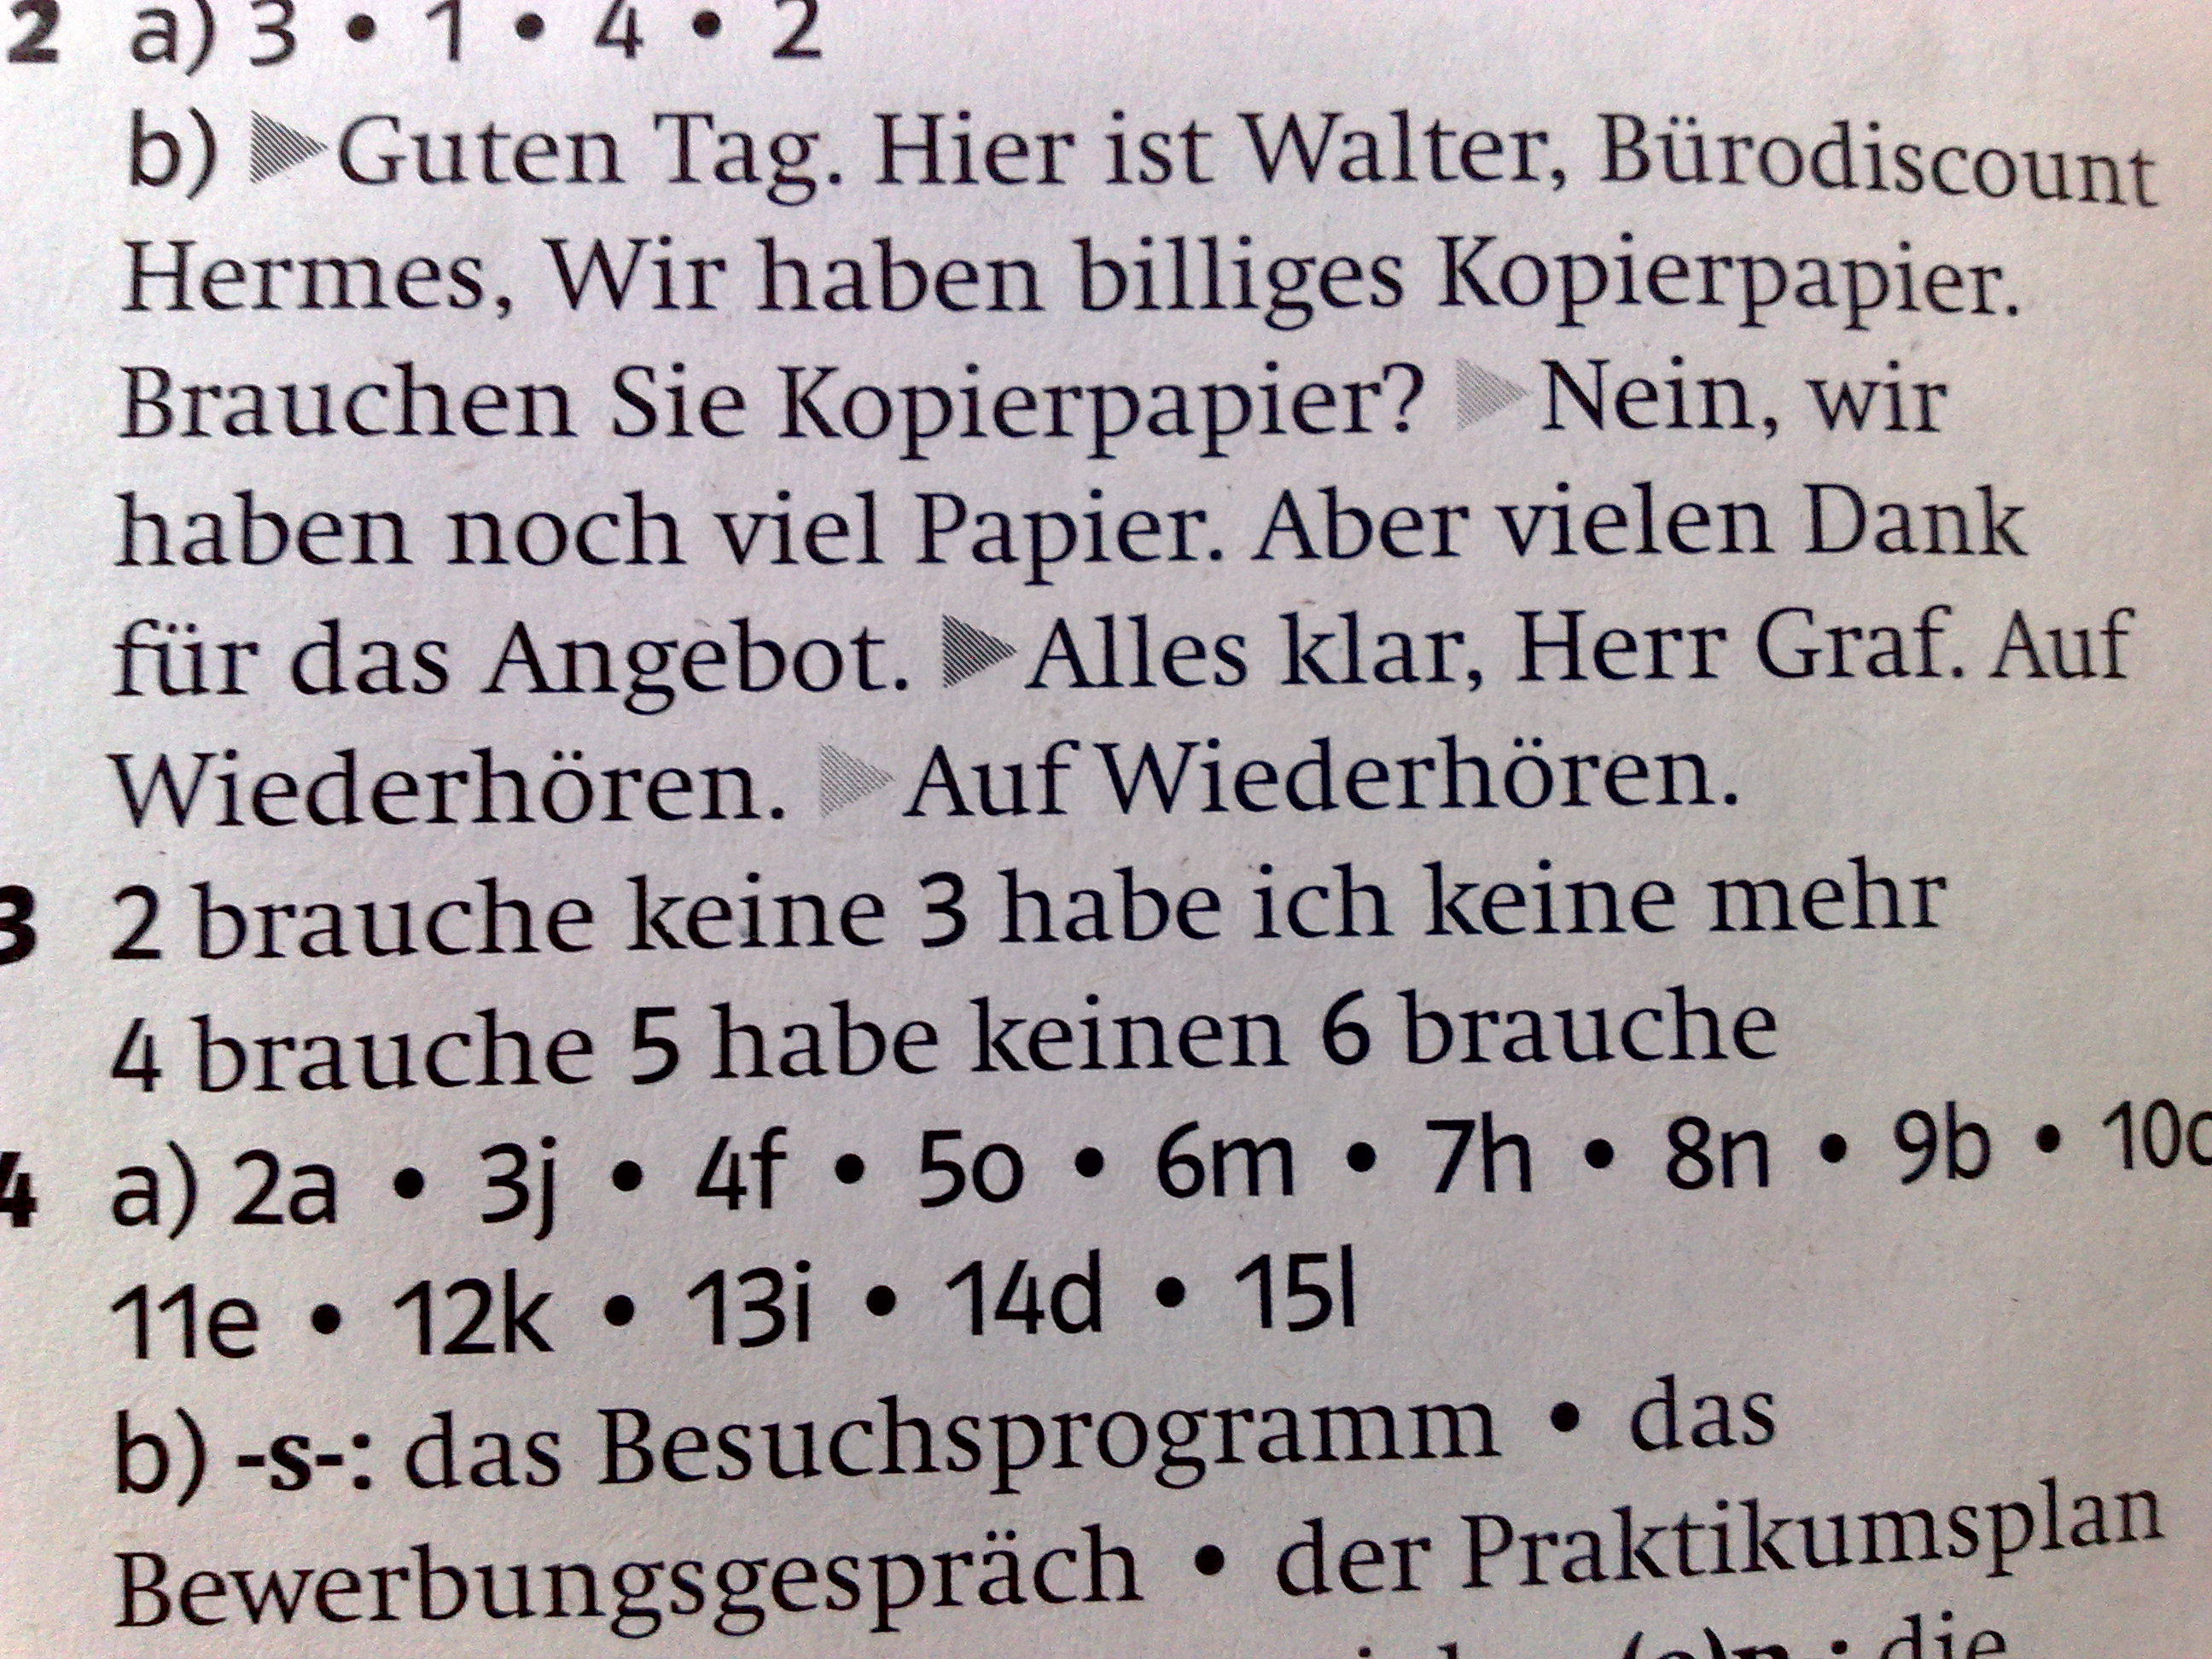 2 a) 3 • 1 • 4 • 2
b) ▶Guten Tag. Hier ist Walter, Bürodiscount
Hermes, Wir haben billiges Kopierpapier.
Brauchen Sie Kopierpapier? ▶Nein, wir
haben noch viel Papier. Aber vielen Dank
für das Angebot. ▶Alles klar, Herr Graf. Auf
Wiederhören. ▶Auf Wiederhören.
3 2 brauche keine 3 habe ich keine mehr
4 brauche 5 habe keinen 6 brauche
4 a) 2a • 3j • 4f • 5o • 6m • 7h • 8n • 9b •
11e • 12k • 13i • 14d • 15l
b) -s-: das Besuchsprogramm • das
Bewerbungsgespräch • der Praktikumsplan
die